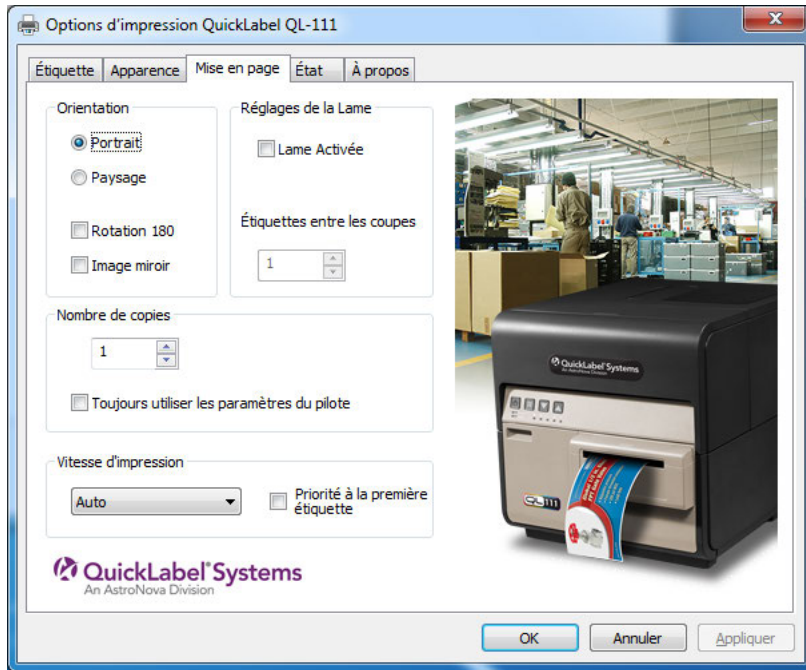 Options d'impression QuickLabel QL-111
Étiquette
Apparence
Mise en page
État
À propos
Orientation
Portrait
Paysage
Rotation 180
Image miroir
Réglages de la Lame
Lame Activée
Étiquettes entre les coupes
1
Nombre de copies
1
Toujours utiliser les paramètres du pilote
Vitesse d'impression
Auto
Priorité à la première
étiquette
QuickLabel Systems
An AstroNova Division
QuickLabel Systems
An AstroNova Division
QL-111
OK
Annuler
Appliquer